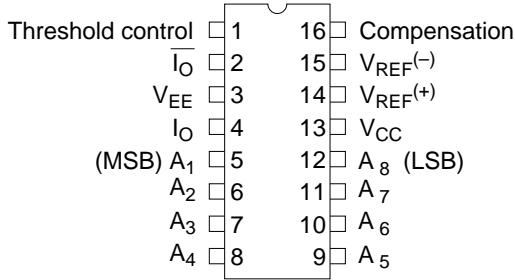 Threshold control 1 16 Compensation
I̅O̅ 2 15 VREF(–)
VEE 3 14 VREF(+)
IO 4 13 VCC
(MSB) A1 5 12 A8 (LSB)
A2 6 11 A7
A3 7 10 A6
A4 8 9 A5